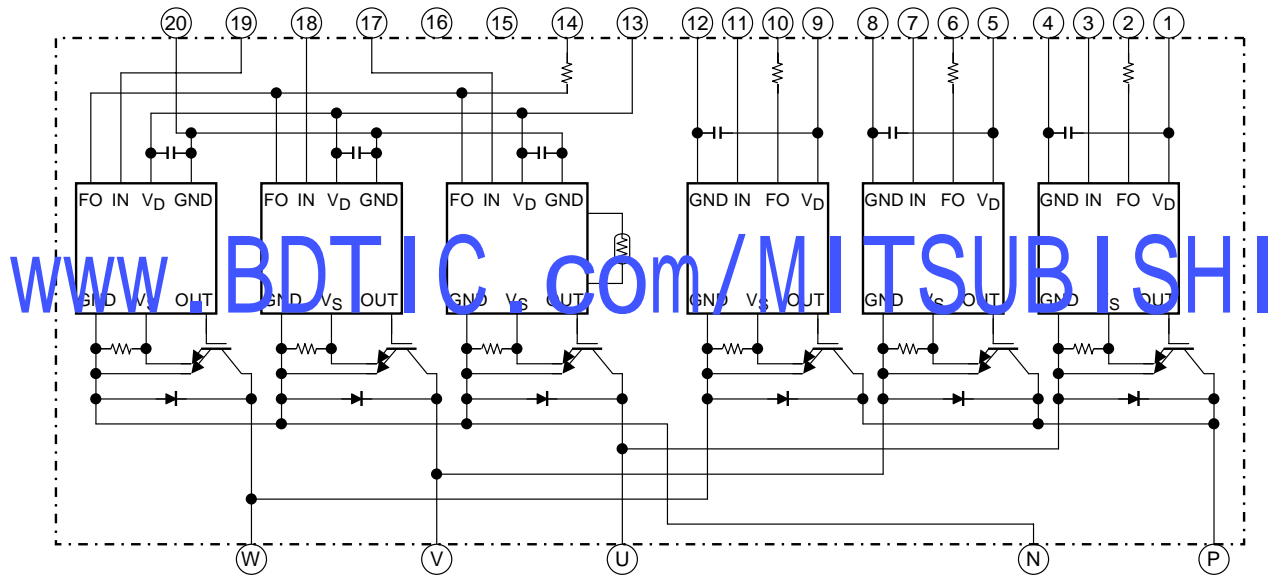 20 19 18 17 16 15 14 13 12 11 10 9 8 7 6 5 4 3 2 1
FO IN VD GND FO IN VD GND FO IN VD GND GND IN FO VD GND IN FO VD GND IN FO VD
www.BDTIC.com/MITSUBISHI
GND VS OUT GND VS OUT GND VS OUT GND VS OUT GND VS OUT GND S OUT
W V U N P